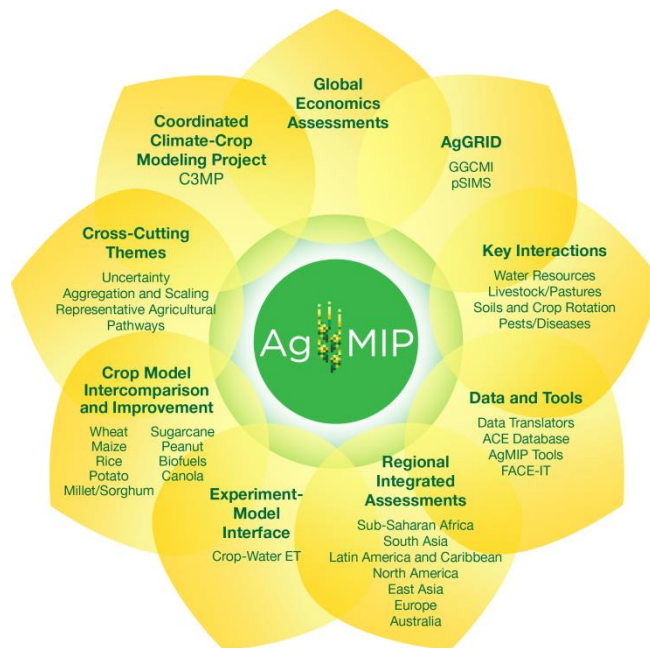 Global
Economics
Assessments
AgGRID
GGCMI
pSIMS
Key Interactions
Water Resources
Livestock/Pastures
Soils and Crop Rotation
Pests/Diseases
Data and Tools
Data Translators
ACE Database
AgMIP Tools
FACE-IT
Regional
Integrated
Assessments
Sub-Saharan Africa
South Asia
Latin America and Caribbean
North America
East Asia
Europe
Australia
Experiment-
Model
Interface
Crop-Water ET
Crop Model
Intercomparison
and Improvement
Wheat
Maize
Rice
Potato
Millet/Sorghum
Sugarcane
Peanut
Biofuels
Canola
Cross-Cutting
Themes
Uncertainty
Aggregation and Scaling
Representative Agricultural
Pathways
Coordinated
Climate-Crop
Modeling Project
C3MP
Ag MIP